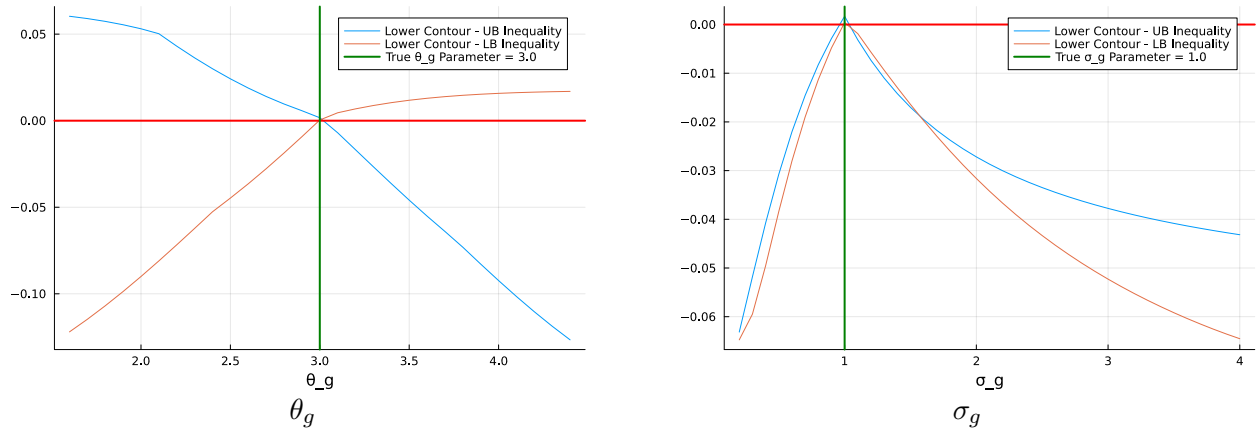 0.05
0.00
−0.05
−0.10
2.0 2.5 3.0 3.5 4.0
θ_g
Lower Contour - UB Inequality
Lower Contour - LB Inequality
True θ_g Parameter = 3.0
θg
0.00
−0.01
−0.02
−0.03
−0.04
−0.05
−0.06
1 2 3 4
σ_g
Lower Contour - UB Inequality
Lower Contour - LB Inequality
True σ_g Parameter = 1.0
σg